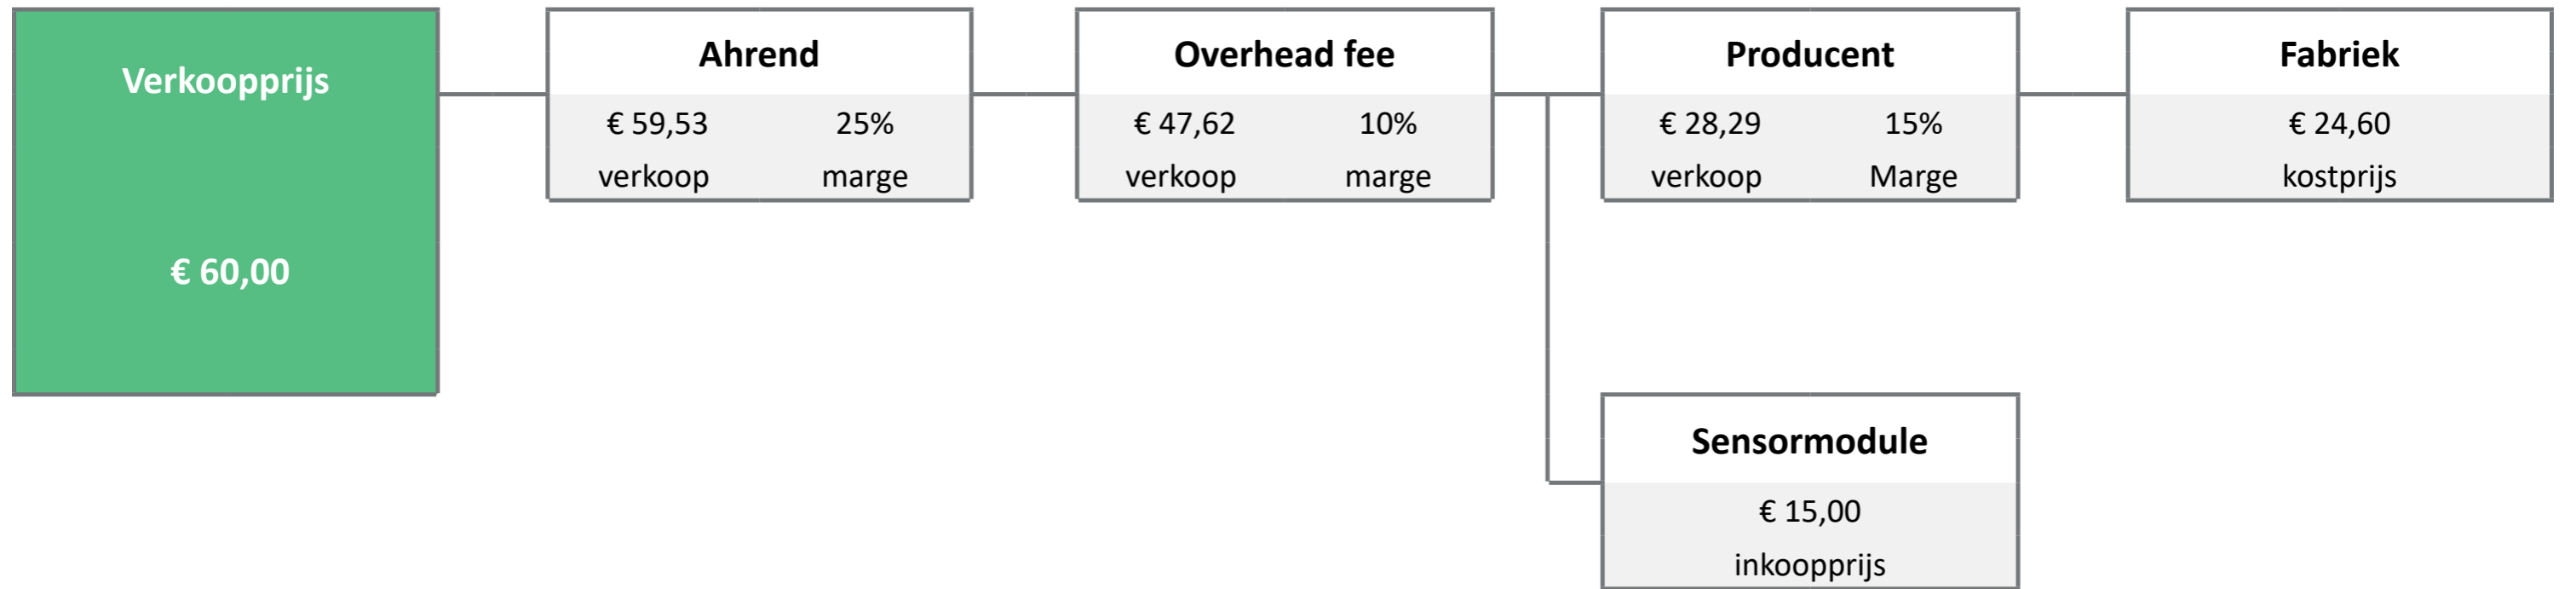 Verkoopprijs
€ 60,00
Ahrend
€ 59,53 25%
verkoop marge
Overhead fee
€ 47,62 10%
verkoop marge
Producent
€ 28,29 15%
verkoop Marge
Fabriek
€ 24,60
kostprijs
Sensormodule
€ 15,00
inkoopprijs